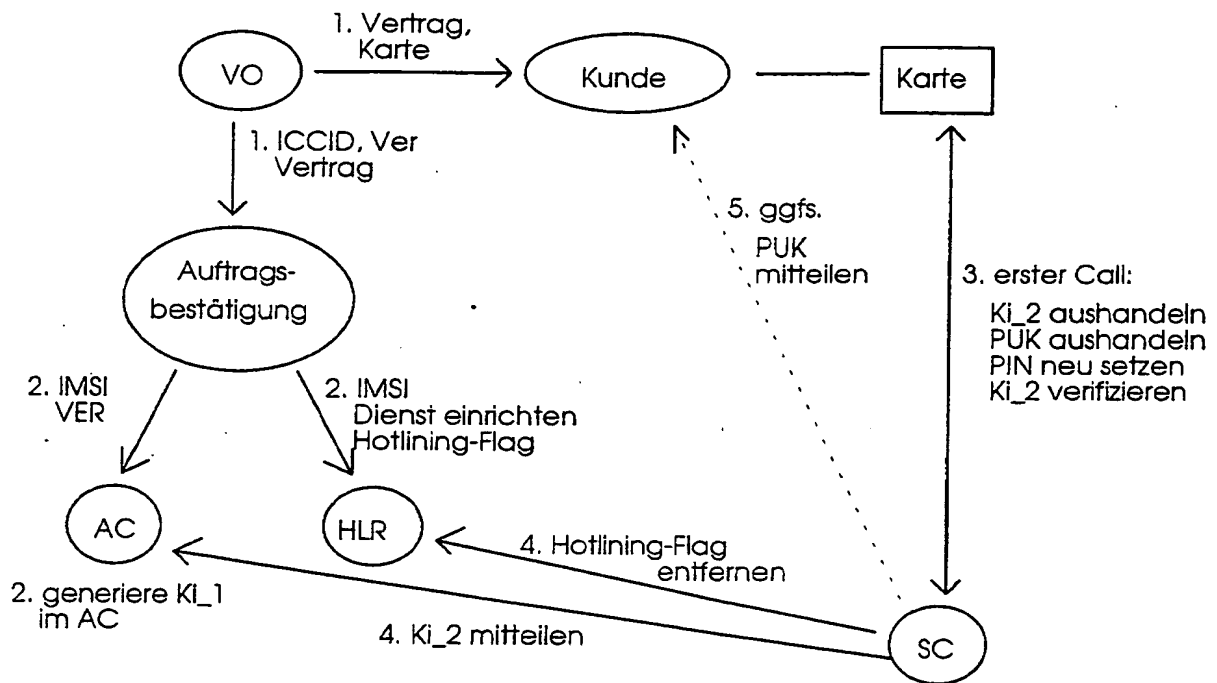 VO
1. Vertrag,
Karte
Kunde
Karte
1. ICCID, Ver
Vertrag
Auftrags-
bestätigung
5. ggfs.
PUK
mitteilen
3. erster Call:
Ki_2 aushandeln
PUK aushandeln
PIN neu setzen
Ki_2 verifizieren
2. IMSI
VER
2. IMSI
Dienst einrichten
Hotlining-Flag
AC
HLR
4. Hotlining-Flag
entfernen
2. generiere Ki_1
im AC
4. Ki_2 mitteilen
SC